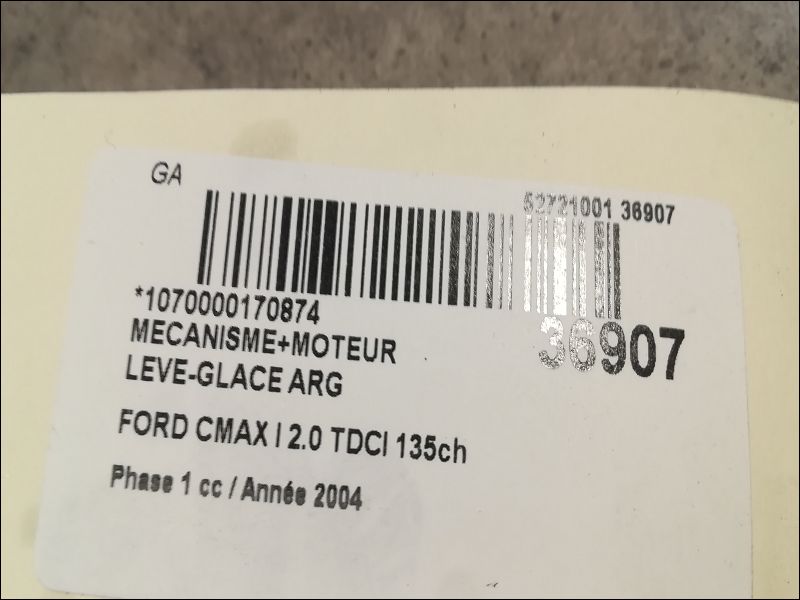 GA
52721001 36907
*1070000170874
36907
MECANISME+MOTEUR
LEVE-GLACE ARG
FORD CMAX I 2.0 TDCI 135ch
Phase 1 cc / Année 2004